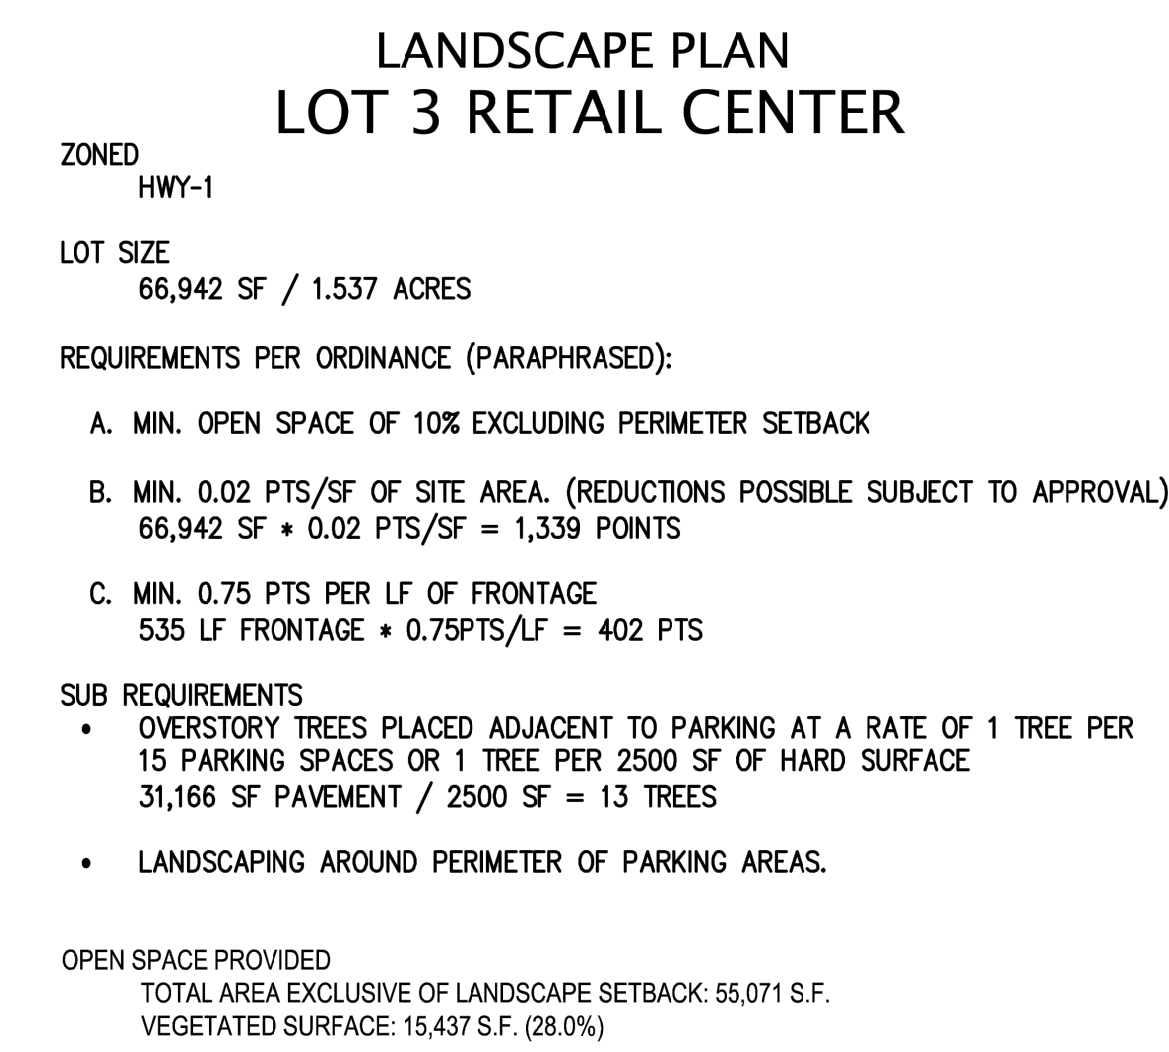 LANDSCAPE PLAN
LOT 3 RETAIL CENTER
ZONED
HWY-1
LOT SIZE
66,942 SF / 1.537 ACRES
REQUIREMENTS PER ORDINANCE (PARAPHRASED):
A. MIN. OPEN SPACE OF 10% EXCLUDING PERIMETER SETBACK
B. MIN. 0.02 PTS/SF OF SITE AREA. (REDUCTIONS POSSIBLE SUBJECT TO APPROVAL)
66,942 SF * 0.02 PTS/SF = 1,339 POINTS
C. MIN. 0.75 PTS PER LF OF FRONTAGE
535 LF FRONTAGE * 0.75PTS/LF = 402 PTS
SUB REQUIREMENTS
• OVERSTORY TREES PLACED ADJACENT TO PARKING AT A RATE OF 1 TREE PER
15 PARKING SPACES OR 1 TREE PER 2500 SF OF HARD SURFACE
31,166 SF PAVEMENT / 2500 SF = 13 TREES
• LANDSCAPING AROUND PERIMETER OF PARKING AREAS.
OPEN SPACE PROVIDED
TOTAL AREA EXCLUSIVE OF LANDSCAPE SETBACK: 55,071 S.F.
VEGETATED SURFACE: 15,437 S.F. (28.0%)